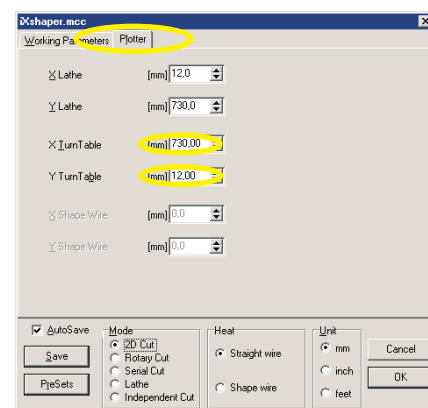 iXshaper.mcc
Working Parameters Plotter
X Lathe [mm] 12,0
Y Lathe [mm] 730,0
X TurnTable [mm] 730,00
Y TurnTable [mm] 12,00
X Shape Wire [mm] 0,0
Y Shape Wire [mm] 0,0
AutoSave Mode Heat Unit
2D Cut
Straight wire mm Cancel
Save Rotary Cut
Serial Cut inch OK
PreSets Lathe Shape wire
Independent Cut feet